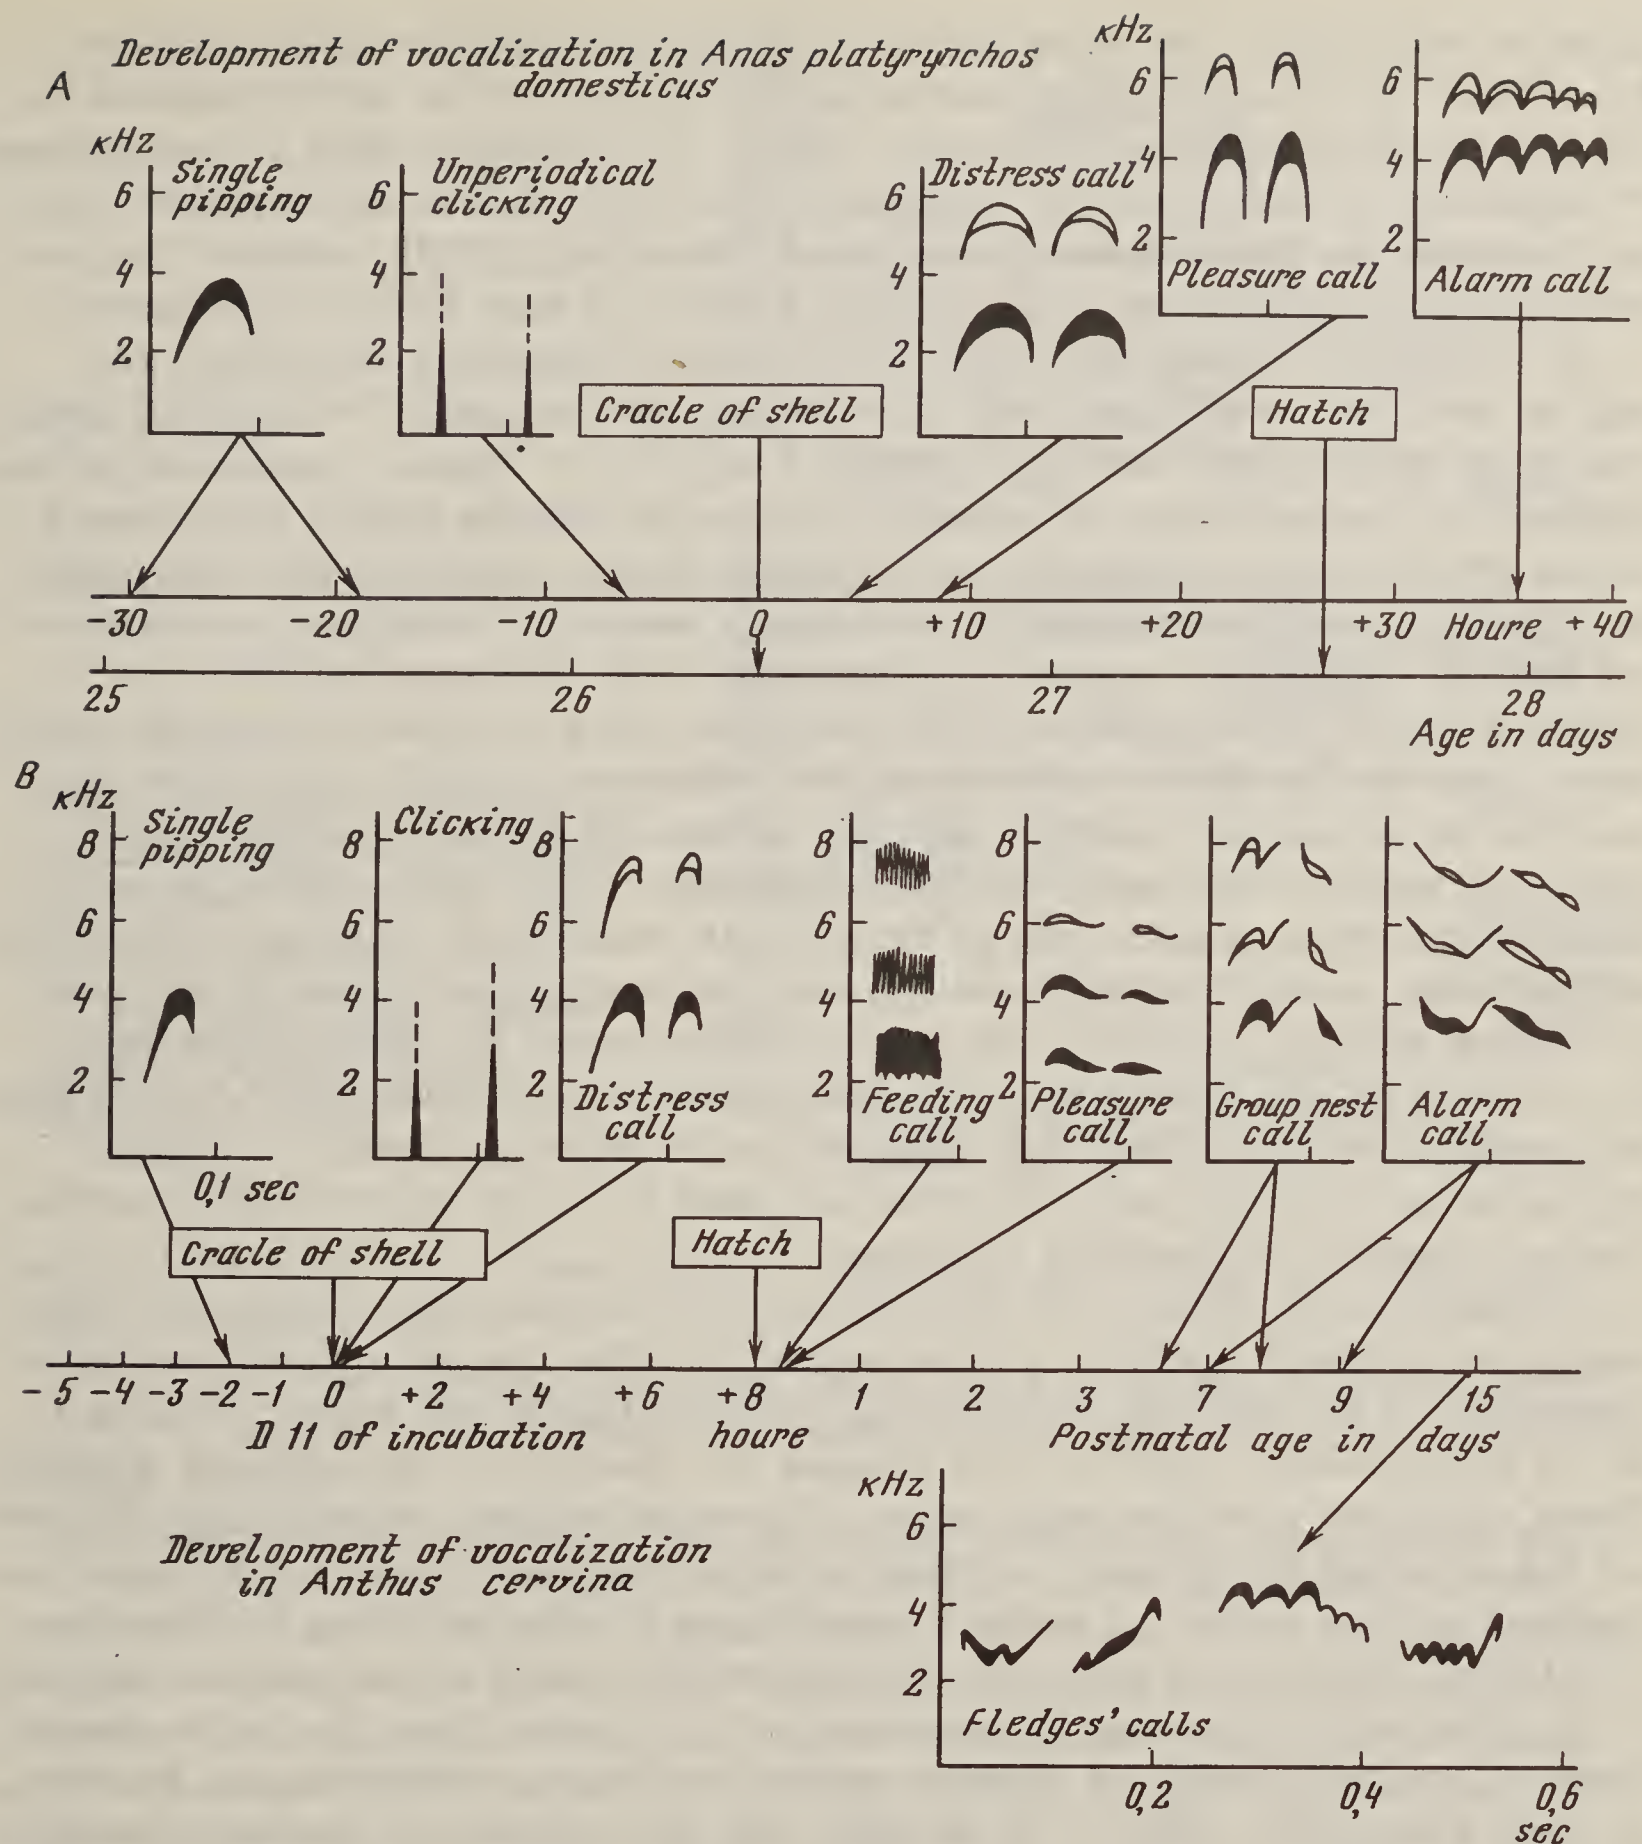 A
Development of vocalization in Anas platyrynchos
domesticus
кHz
6
4
2
Single
pipping
6
4
2
Unperiodical
clicking
Cracle of shell
6
4
2
Distress call
кHz
6
4
2
Pleasure call
6
4
2
Alarm call
Hatch
-30 -20 -10 0 +10 +20 +30 Houre +40
25 26 27 28
Age in days
B
кHz
8
6
4
2
Single
pipping
0,1 sec
8
6
4
2
Clicking
8
6
4
2
Distress
call
8
6
4
2
Feeding
call
8
6
4
2
Pleasure
call
Group nest
call
Alarm
call
Cracle of shell
Hatch
-5 -4 -3 -2 -1 0 +2 +4 +6 +8 1 2 3 7 9 15
D 11 of incubation houre Postnatal age in days
Development of vocalization
in Anthus cervina
кHz
6
4
2
Fledges' calls
0,2 0,4 0,6
sec